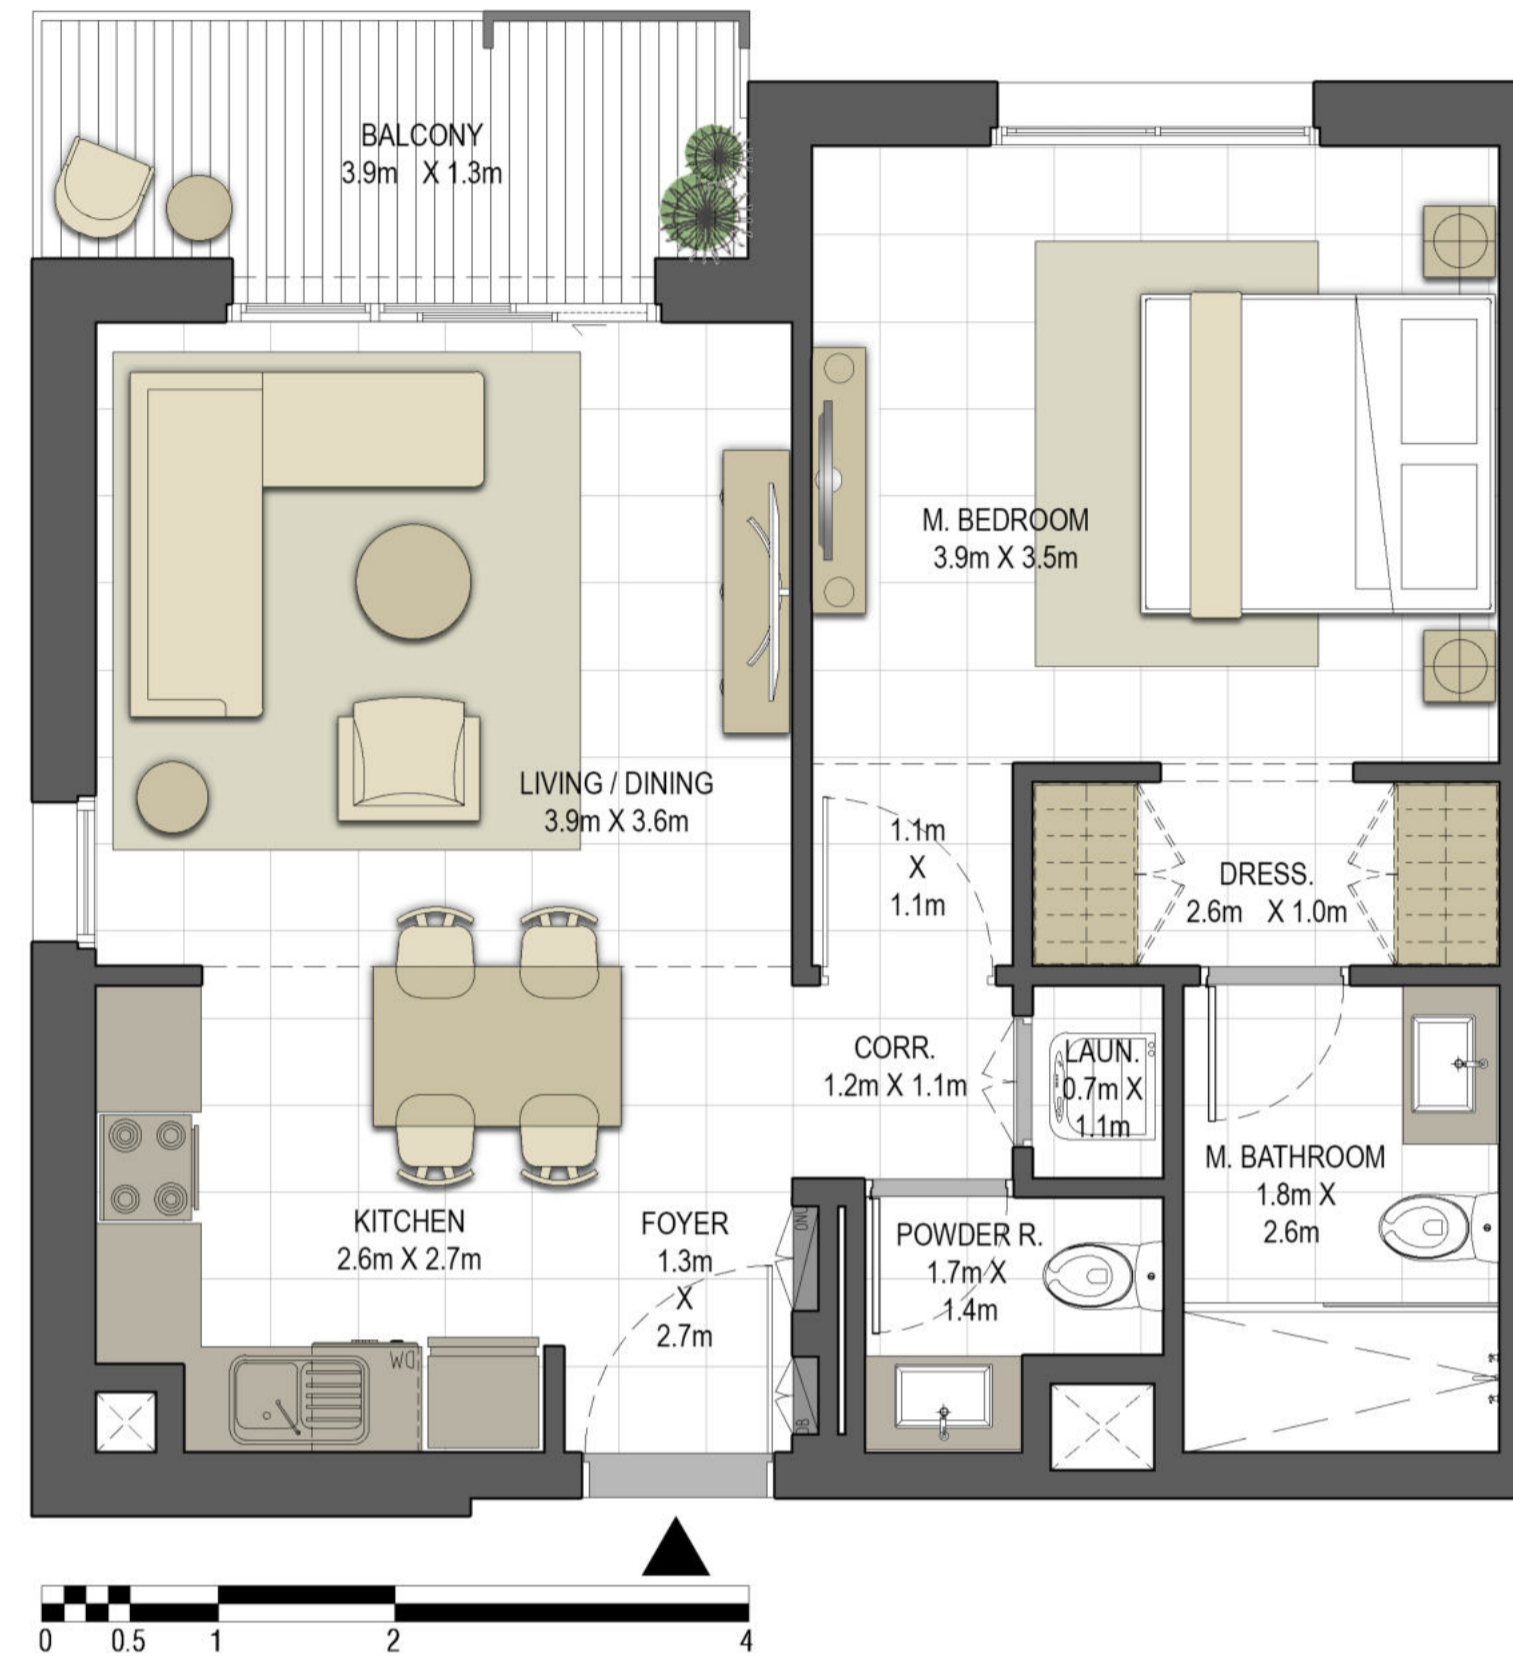 BALCONY
3.9m X 1.3m
M. BEDROOM
3.9m X 3.5m
LIVING / DINING
3.9m X 3.6m
1.1m
X
1.1m
DRESS.
2.6m X 1.0m
CORR.
1.2m X 1.1m
LAUN.
0.7m X
1.1m
M. BATHROOM
1.8m X
2.6m
KITCHEN
2.6m X 2.7m
FOYER
1.3m
X
2.7m
POWDER R.
1.7m X
1.4m
DW
ONU
DB
0 0.5 1 2 4